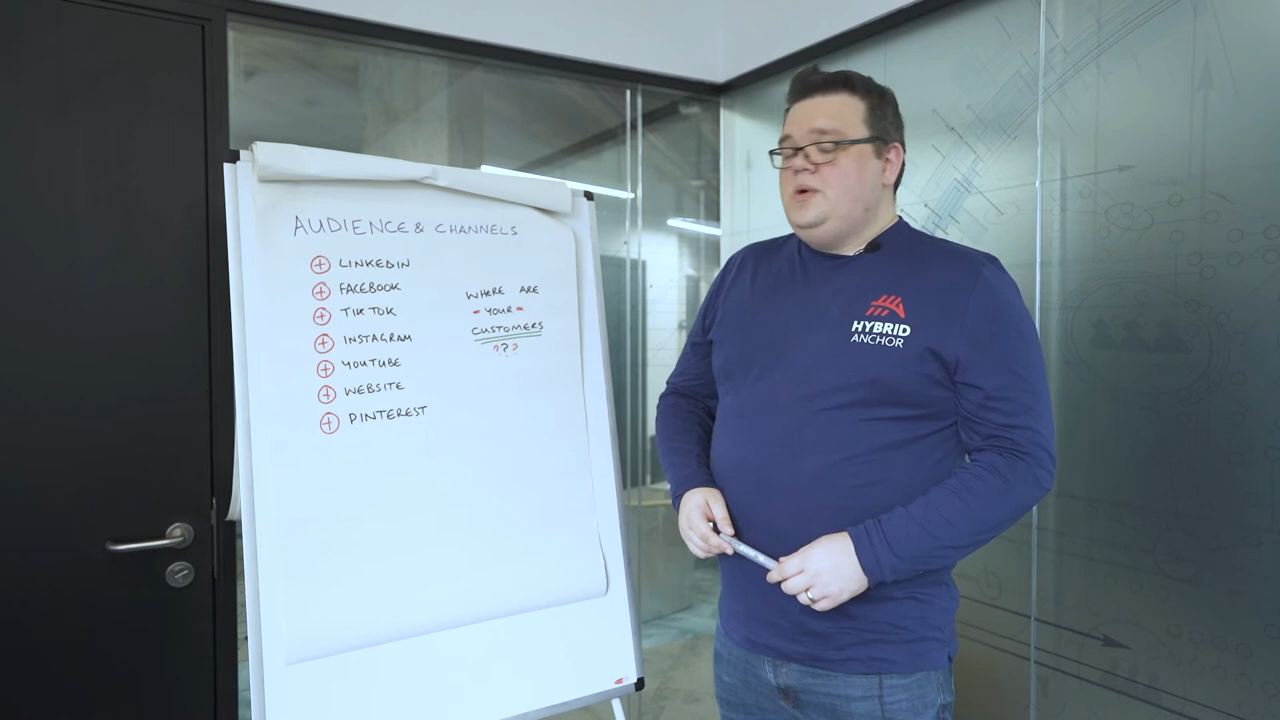 AUDIENCE & CHANNELS
⊕ LINKEDIN
⊕ FACEBOOK
⊕ TIKTOK
⊕ INSTAGRAM
⊕ YOUTUBE
⊕ WEBSITE
⊕ PINTEREST
WHERE ARE
- YOUR -
CUSTOMERS
???
HYBRID
ANCHOR